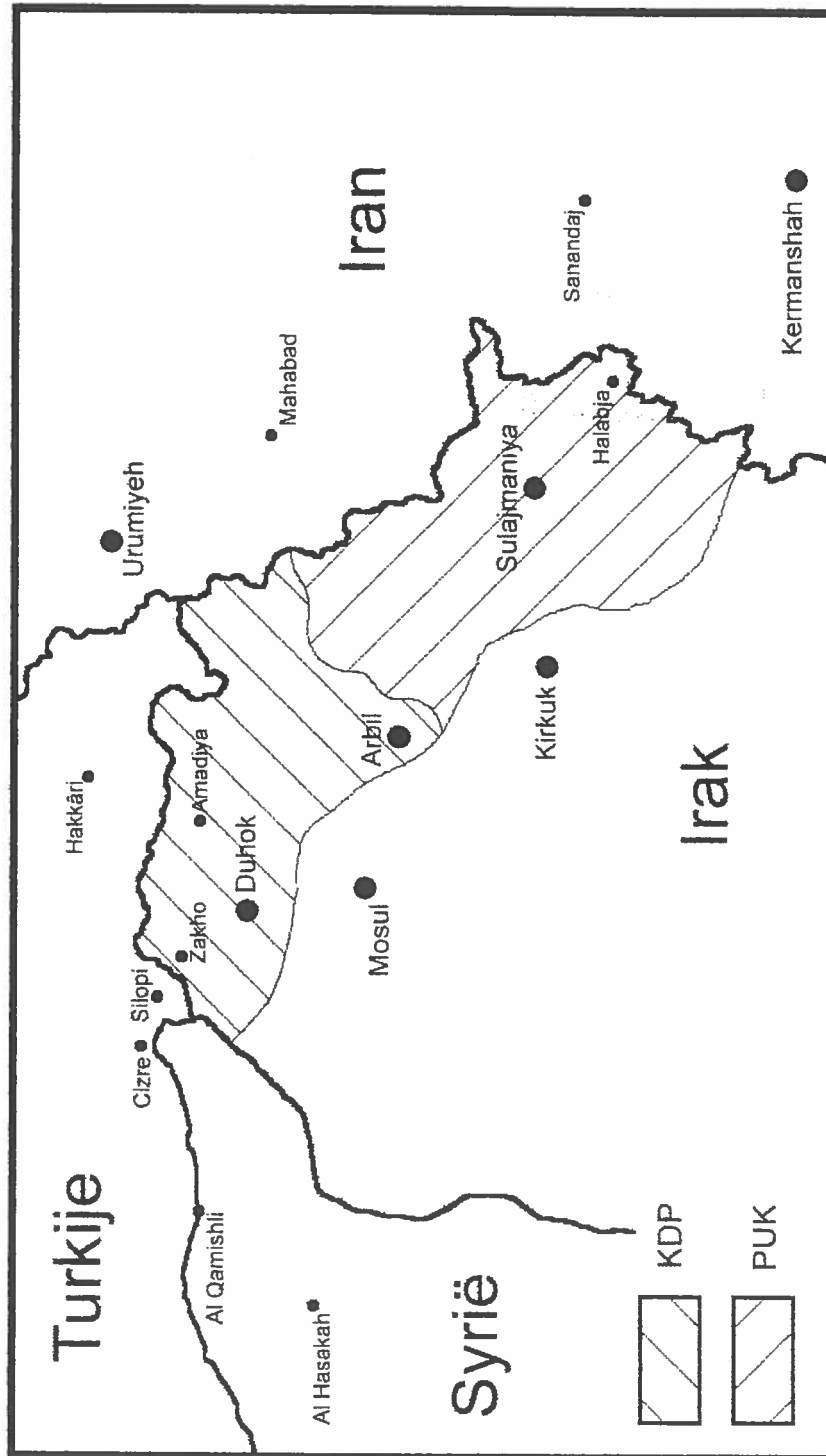 Turkije
Hakkâri
Urumiyeh
Cizre
Silopi
Zakho
Amadiya
Al Qamishli
Duhok
Mahabad
Iran
Al Hasakah
Mosul
Arbil
Syrië
Kirkuk
Sulajmaniya
Sanandaj
Halabja
Irak
Kermanshah
KDP
PUK